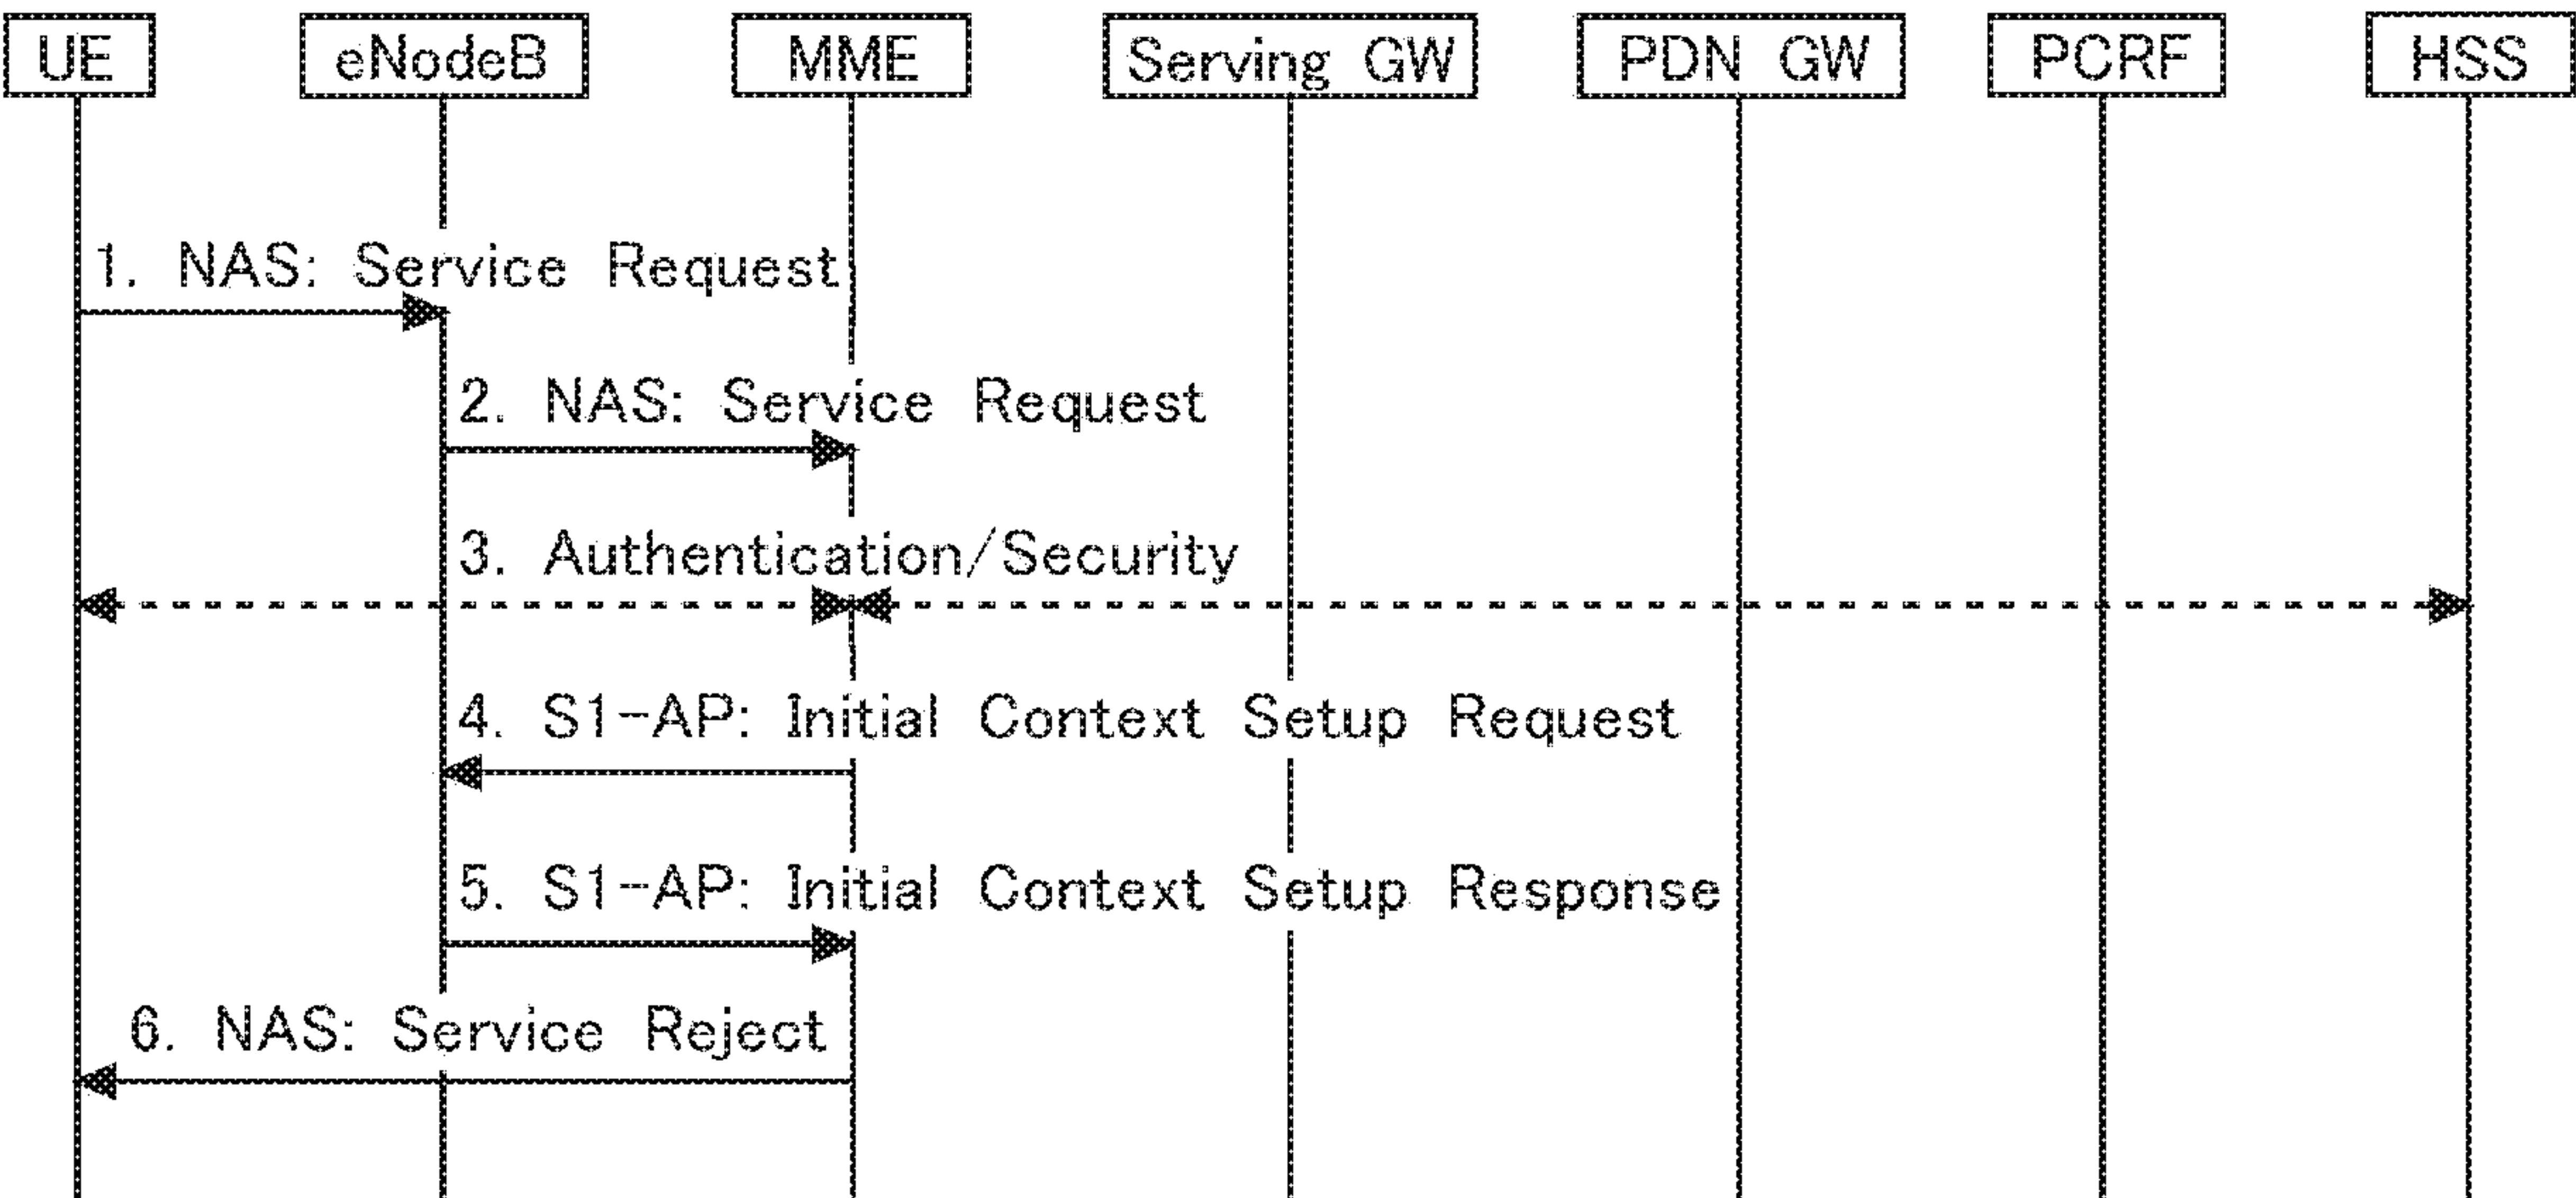 UE eNodeB MME Serving GW PDN GW PCRF HSS
1. NAS: Service Request
2. NAS: Service Request
3. Authentication/Security
4. S1-AP: Initial Context Setup Request
5. S1-AP: Initial Context Setup Response
6. NAS: Service Reject